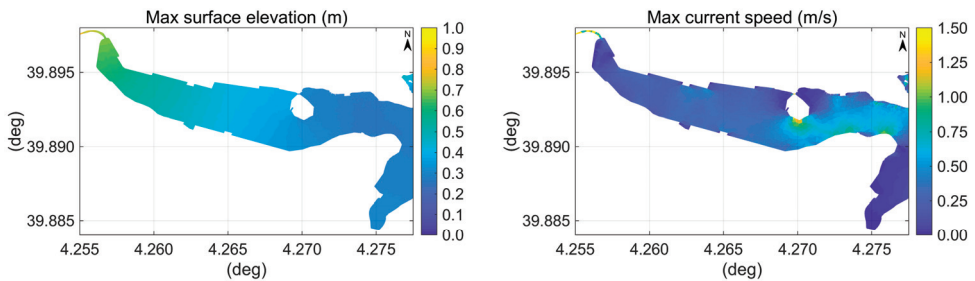 Max surface elevation (m)
N
39.895
39.890
39.885
(deg)
4.255 4.260 4.265 4.270 4.275
(deg)
1.0
0.9
0.8
0.7
0.6
0.5
0.4
0.3
0.2
0.1
0.0
Max current speed (m/s)
N
39.895
39.890
39.885
(deg)
4.255 4.260 4.265 4.270 4.275
(deg)
1.50
1.25
1.00
0.75
0.50
0.25
0.00